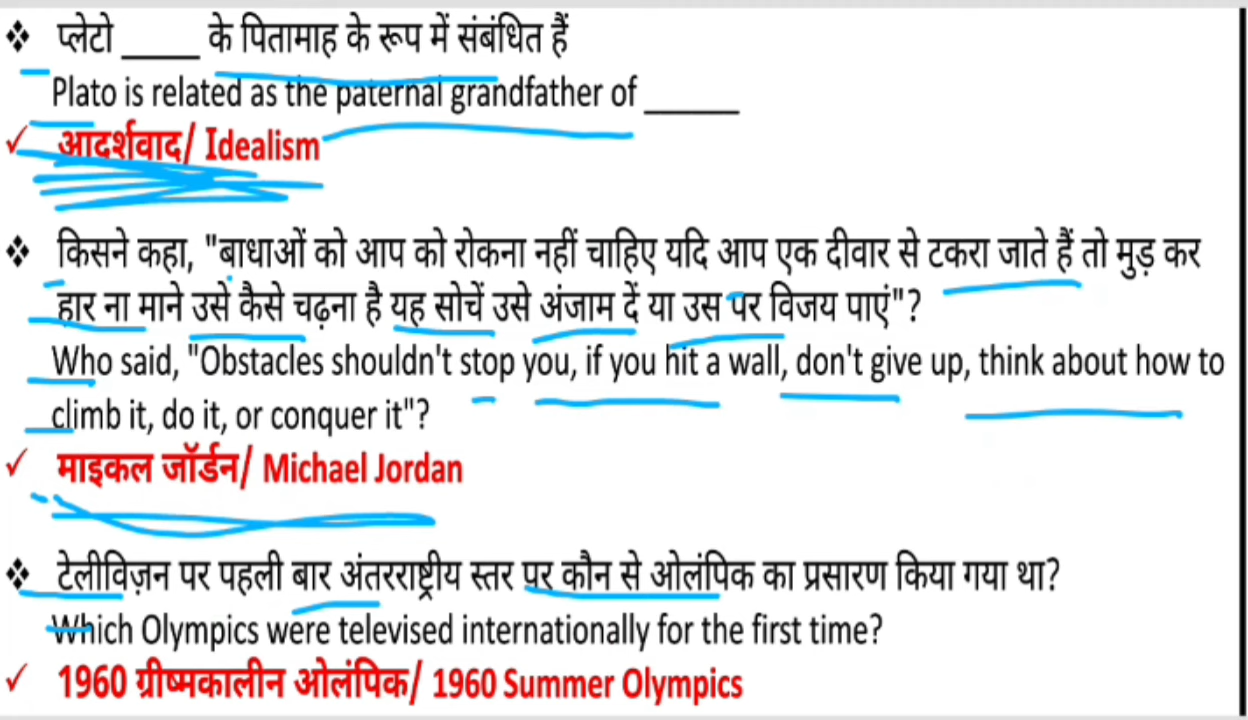 ❖ प्लेटो _____ के पितामाह के रूप में संबंधित हैं
Plato is related as the paternal grandfather of ______
✓ आदर्शवाद/ Idealism
❖ किसने कहा, "बाधाओं को आप को रोकना नहीं चाहिए यदि आप एक दीवार से टकरा जाते हैं तो मुड़ कर
हार ना माने उसे कैसे चढ़ना है यह सोचें उसे अंजाम दें या उस पर विजय पाएं"?
Who said, "Obstacles shouldn't stop you, if you hit a wall, don't give up, think about how to
climb it, do it, or conquer it"?
✓ माइकल जॉर्डन/ Michael Jordan
❖ टेलीविज़न पर पहली बार अंतरराष्ट्रीय स्तर पर कौन से ओलंपिक का प्रसारण किया गया था?
Which Olympics were televised internationally for the first time?
✓ 1960 ग्रीष्मकालीन ओलंपिक/ 1960 Summer Olympics